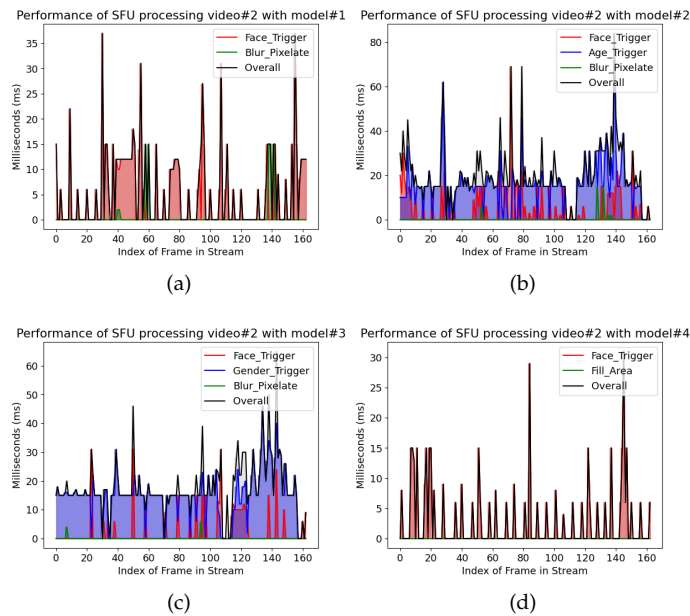 Performance of SFU processing video#2 with model#1
Face_Trigger
Blur_Pixelate
Overall
Milliseconds (ms)
35
30
25
20
15
10
5
0
0 20 40 60 80 100 120 140 160
Index of Frame in Stream
(a)
Performance of SFU processing video#2 with model#2
Face_Trigger
Age_Trigger
Blur_Pixelate
Overall
Milliseconds (ms)
80
60
40
20
0
0 20 40 60 80 100 120 140 160
Index of Frame in Stream
(b)
Performance of SFU processing video#2 with model#3
Face_Trigger
Gender_Trigger
Blur_Pixelate
Overall
Milliseconds (ms)
60
50
40
30
20
10
0
0 20 40 60 80 100 120 140 160
Index of Frame in Stream
(c)
Performance of SFU processing video#2 with model#4
Face_Trigger
Fill_Area
Overall
Milliseconds (ms)
30
25
20
15
10
5
0
0 20 40 60 80 100 120 140 160
Index of Frame in Stream
(d)